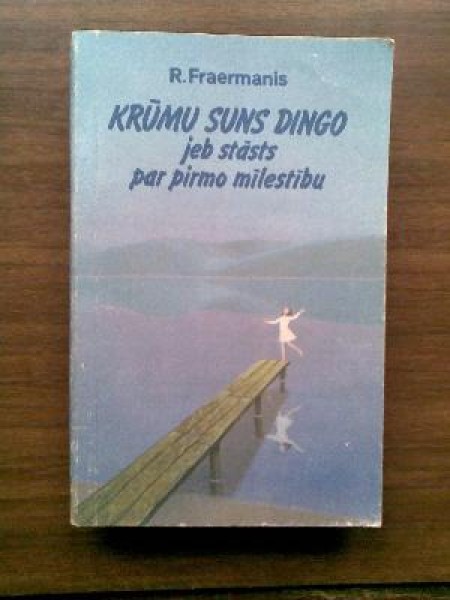 R. Fraermanis
KRŪMU SUNS DINGO
jeb stāsts
par pirmo mīlestību